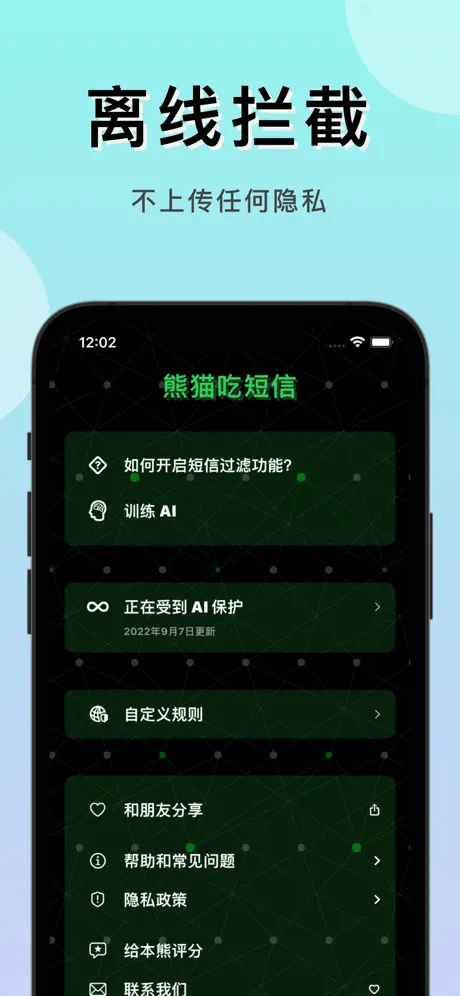 离线拦截
不上传任何隐私
12:02
熊猫吃短信
如何开启短信过滤功能?
训练 AI
正在受到 AI 保护
2022年9月7日更新
自定义规则
和朋友分享
帮助和常见问题
隐私政策
给本熊评分
联系我们